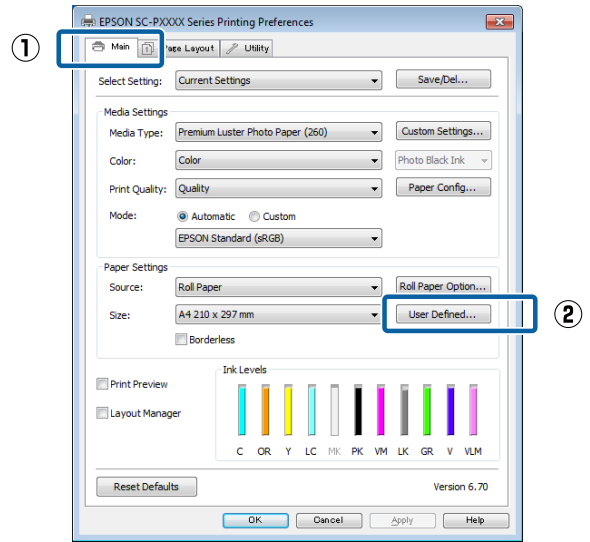 EPSON SC-PXXXX Series Printing Preferences
①
Main Page Layout Utility
Select Setting: Current Settings Save/Del...
Media Settings
Media Type: Premium Luster Photo Paper (260) Custom Settings...
Color: Color Photo Black Ink
Print Quality: Quality Paper Config...
Mode: Automatic Custom
EPSON Standard (sRGB)
Paper Settings
Source: Roll Paper Roll Paper Option...
Size: A4 210 x 297 mm User Defined...
②
Borderless
Ink Levels
Print Preview
Layout Manager
C OR Y LC MK PK VM LK GR V VLM
Reset Defaults Version 6.70
OK Cancel Apply Help